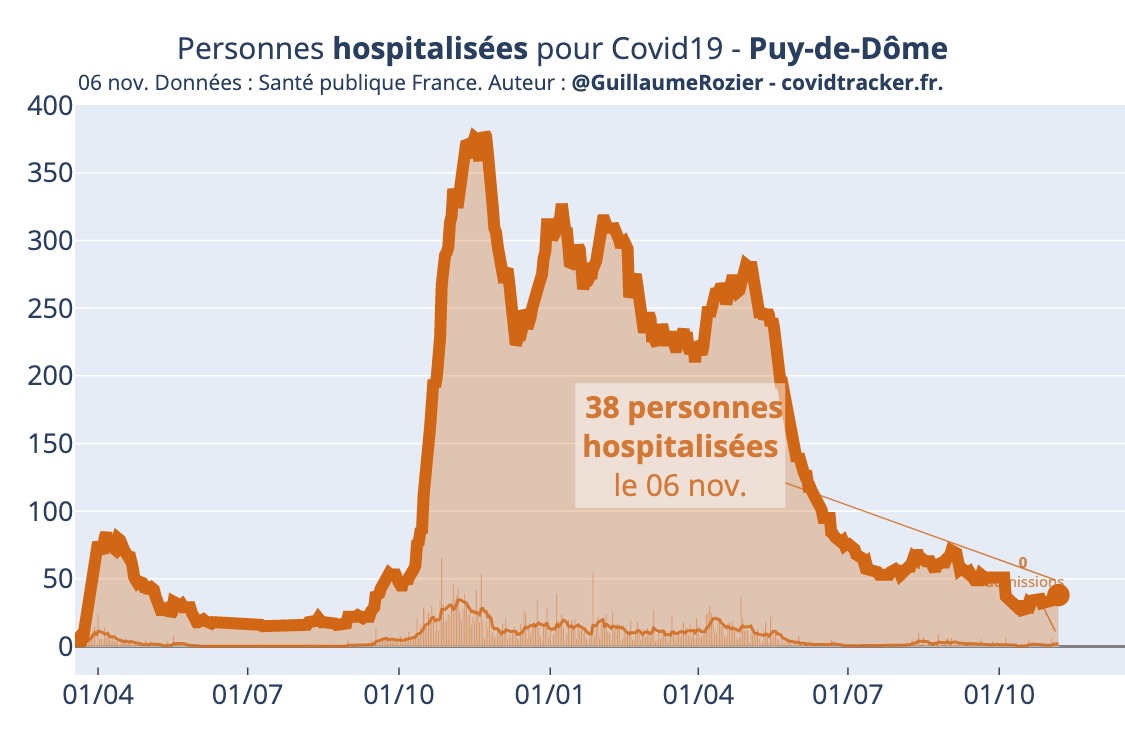 Personnes hospitalisées pour Covid19 - Puy-de-Dôme
06 nov. Données : Santé publique France. Auteur : @GuillaumeRozier - covidtracker.fr.
400
350
300
250
200
150
100
50
0
38 personnes
hospitalisées
le 06 nov.
0
admissions
01/04
01/07
01/10
01/01
01/04
01/07
01/10